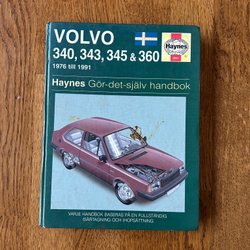 VOLVO
340, 343, 345 & 360
1976 till 1991
Haynes
Haynes Gör-det-själv handbok
VARJE HANDBOK BASERAS PÅ EN FULLSTÄNDIG
ISÄRTAGNING OCH IHOPSÄTTNING